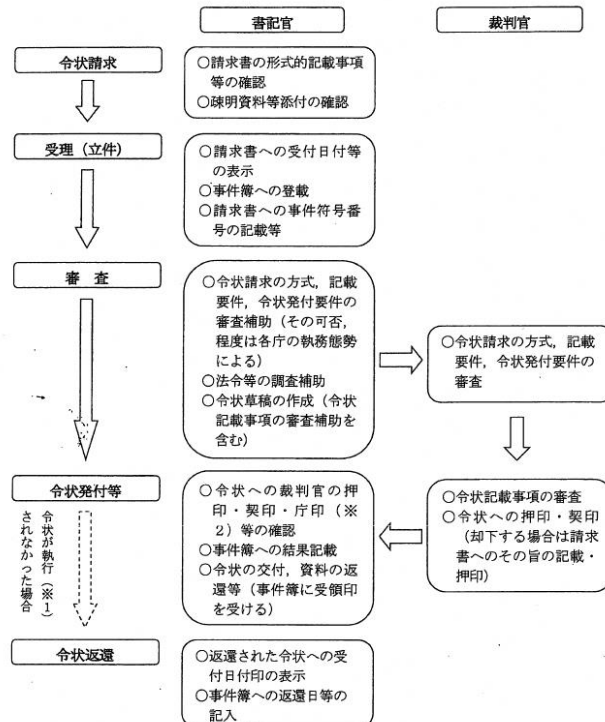 書記官
裁判官
令状請求
○請求書の形式的記載事項
等の確認
○疎明資料等添付の確認
受理（立件）
○請求書への受付日付等
の表示
○事件簿への登載
○請求書への事件符号番
号の記載等
審　査
○令状請求の方式，記載
要件，令状発付要件の
審査補助（その可否，
程度は各庁の執務態勢
による）
○法令等の調査補助
○令状草稿の作成（令状
記載事項の審査補助を
含む）
○令状請求の方式，記載
要件，令状発付要件の
審査
令状発付等
○令状への裁判官の押
印・契印・庁印（※
２）等の確認
○事件簿への結果記載
○令状の交付，資料の返
還等（事件簿に受領印
を受ける）
○令状記載事項の審査
○令状への押印・契印
（却下する場合は請求
書へのその旨の記載・
押印）
令状が執行（※１）
されなかった場合
令状返還
○返還された令状への受
付日付印の表示
○事件簿への返還日等の
記入